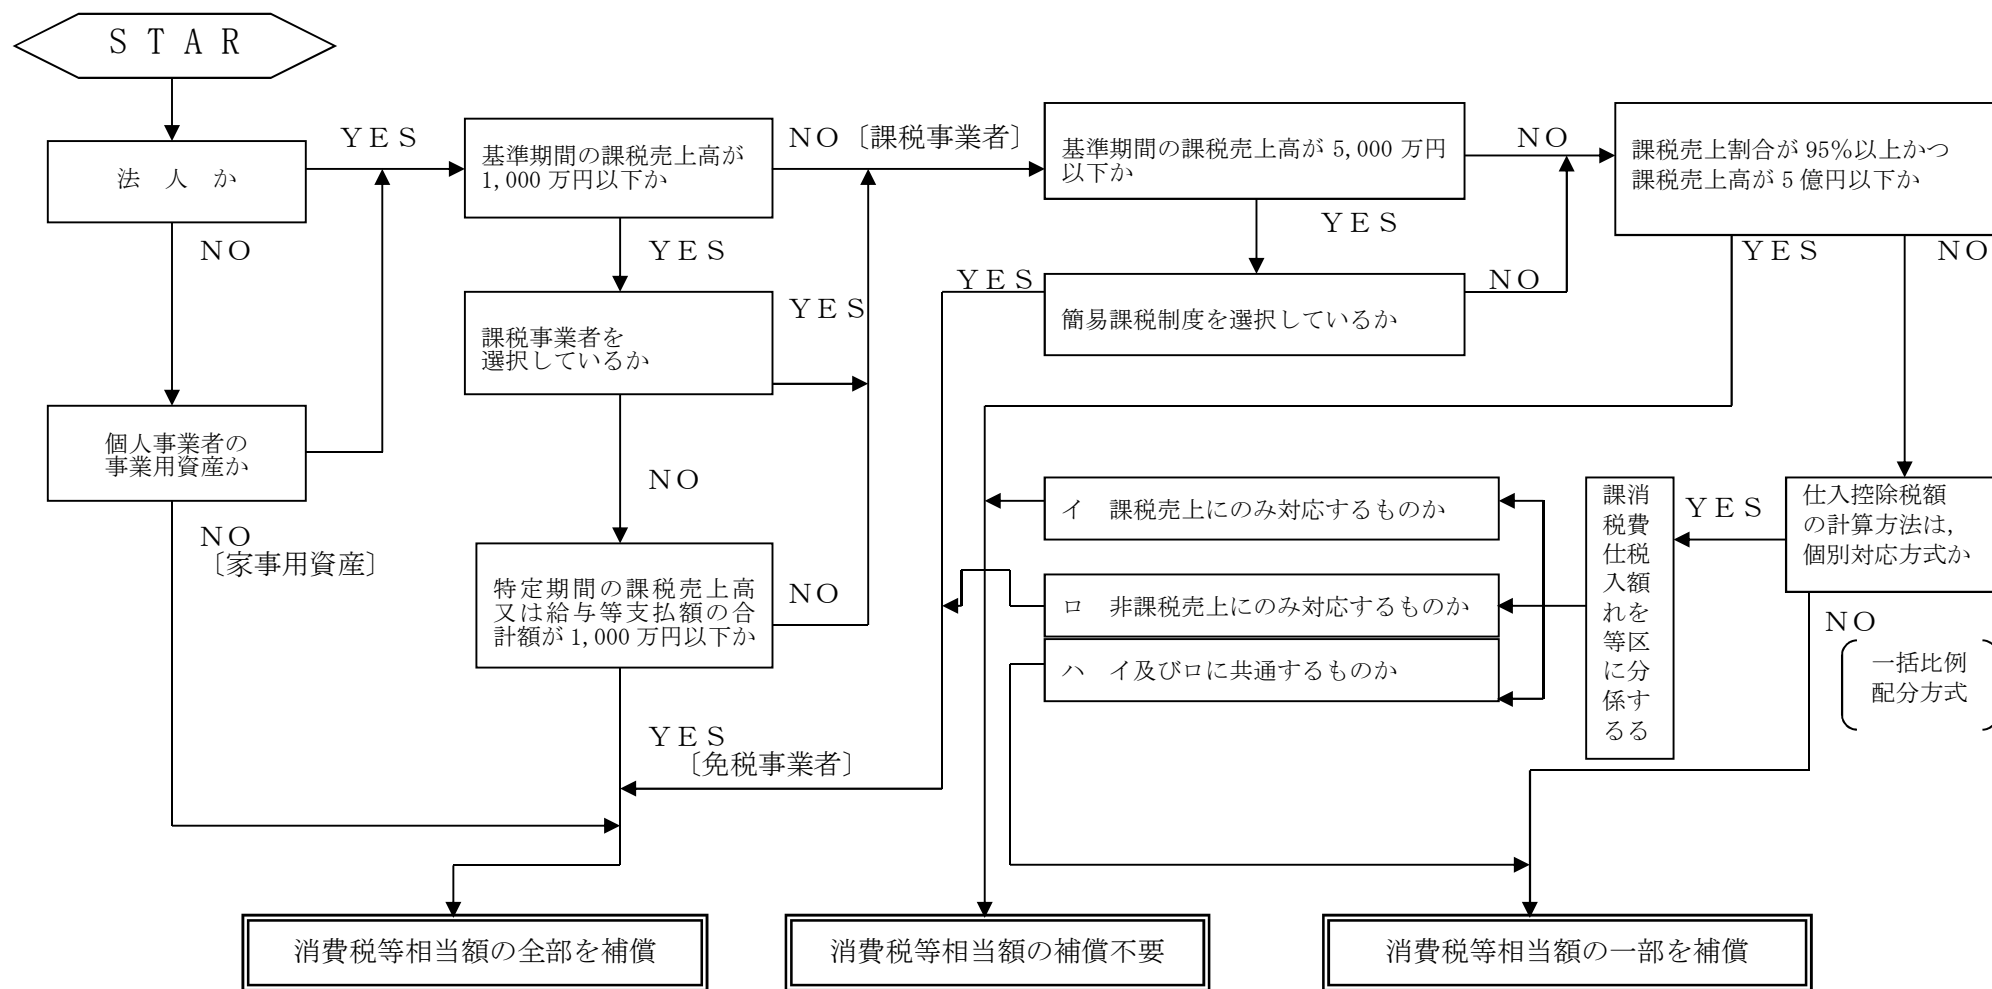 ＳＴＡＲ
法　人　か
ＹＥＳ
ＮＯ
個人事業者の
事業用資産か
ＮＯ
〔家事用資産〕
基準期間の課税売上高が
1,000 万円以下か
ＮＯ〔課税事業者〕
ＹＥＳ
課税事業者を
選択しているか
ＹＥＳ
ＮＯ
特定期間の課税売上高
又は給与等支払額の合
計額が 1,000 万円以下か
ＮＯ
ＹＥＳ
〔免税事業者〕
基準期間の課税売上高が 5,000 万円
以下か
ＮＯ
ＹＥＳ
簡易課税制度を選択しているか
ＹＥＳ
ＮＯ
課税売上割合が 95％以上かつ
課税売上高が 5 億円以下か
ＹＥＳ
ＮＯ
仕入控除税額
の計算方法は，
個別対応方式か
ＹＥＳ
ＮＯ
一括比例
配分方式
消費税額等に係る
課税仕入れを区分する
イ　課税売上にのみ対応するものか
ロ　非課税売上にのみ対応するものか
ハ　イ及びロに共通するものか
消費税等相当額の全部を補償
消費税等相当額の補償不要
消費税等相当額の一部を補償